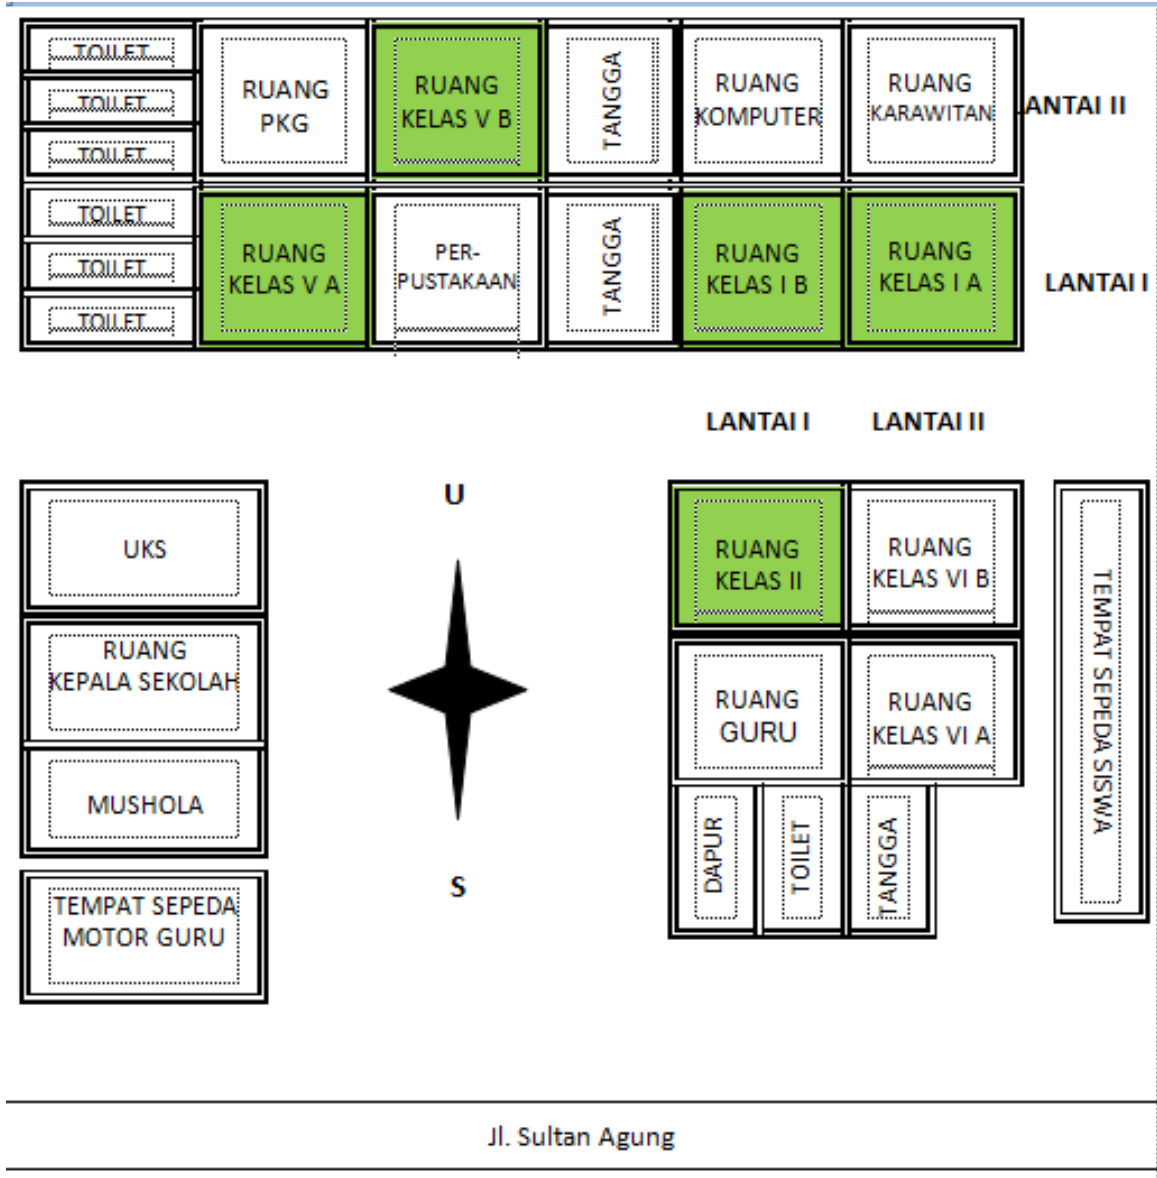 TOILET
TOILET
TOILET
RUANG
PKG
RUANG
KELAS V B
TANGGA
RUANG
KOMPUTER
RUANG
KARAWITAN
ANTAI II
TOILET
TOILET
TOILET
RUANG
KELAS V A
PER-
PUSTAKAAN
TANGGA
RUANG
KELAS I B
RUANG
KELAS I A
LANTAI I
LANTAI I
LANTAI II
UKS
RUANG
KEPALA SEKOLAH
MUSHOLA
TEMPAT SEPEDA
MOTOR GURU
U
S
RUANG
KELAS II
RUANG
KELAS VI B
RUANG
GURU
RUANG
KELAS VI A
DAPUR
TOILET
TANGGA
TEMPAT SEPEDA SISWA
Jl. Sultan Agung